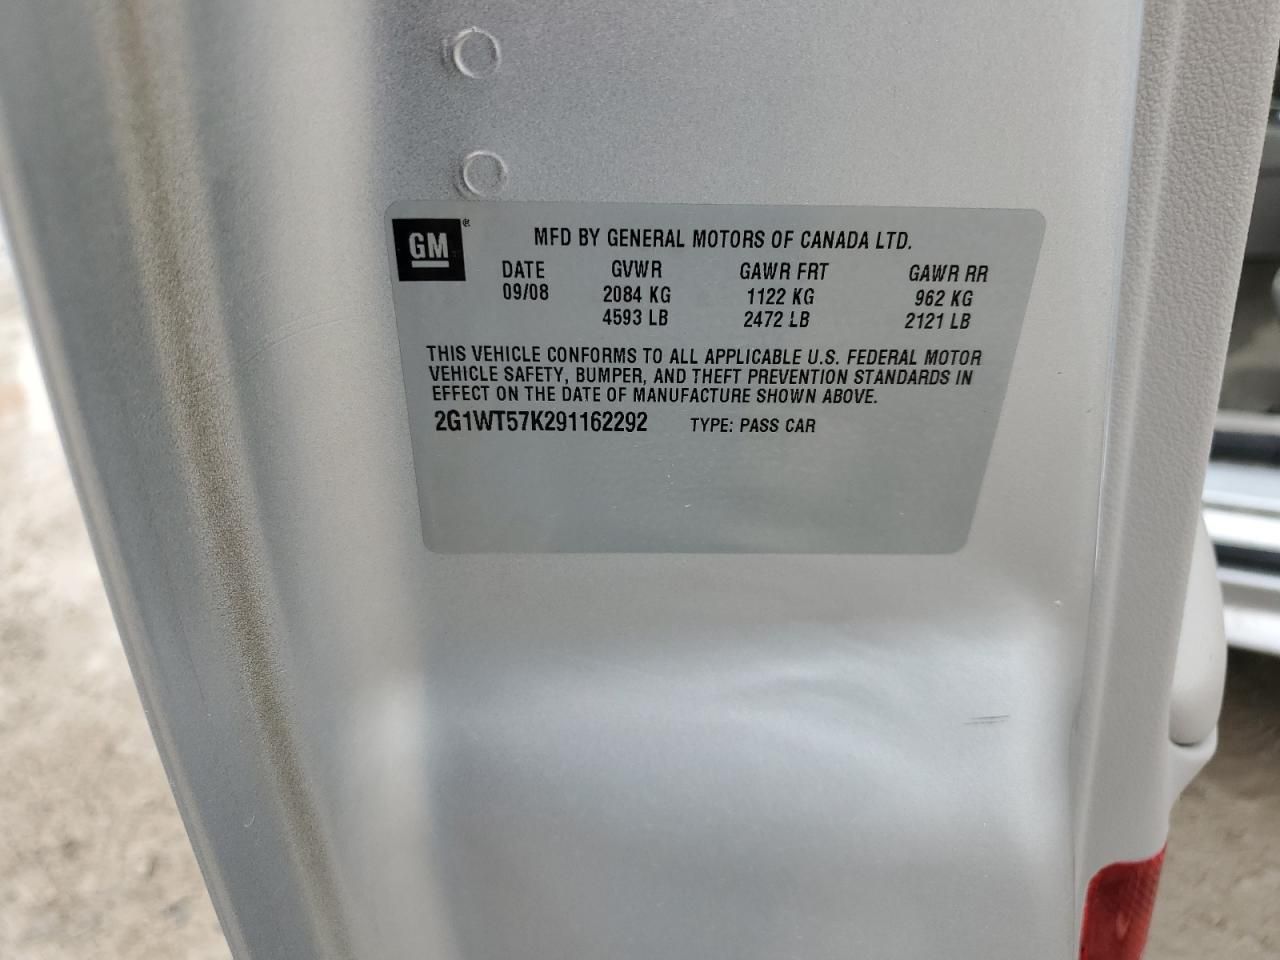 GM®
MFD BY GENERAL MOTORS OF CANADA LTD.
DATE GVWR GAWR FRT GAWR RR
09/08 2084 KG 1122 KG 962 KG
4593 LB 2472 LB 2121 LB
THIS VEHICLE CONFORMS TO ALL APPLICABLE U.S. FEDERAL MOTOR
VEHICLE SAFETY, BUMPER, AND THEFT PREVENTION STANDARDS IN
EFFECT ON THE DATE OF MANUFACTURE SHOWN ABOVE.
2G1WT57K291162292 TYPE: PASS CAR